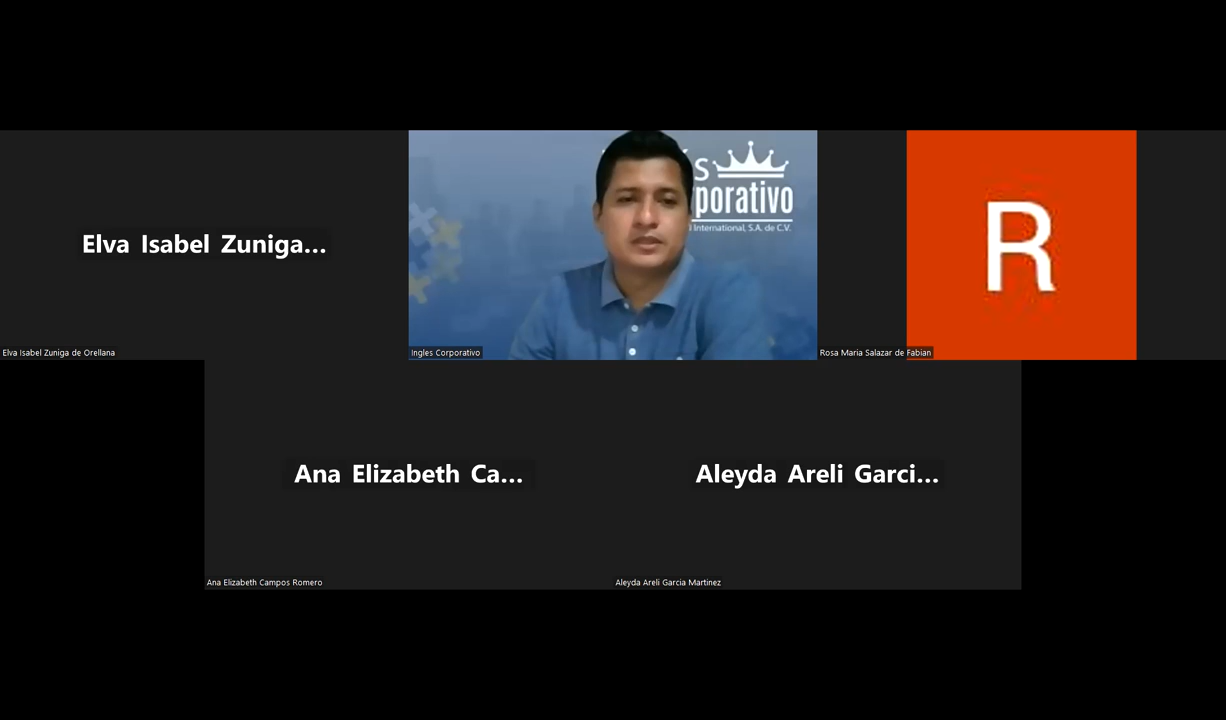 Elva Isabel Zuniga...
s
porativo
International, S.A. de C.V.
R
Elva Isabel Zuniga de Orellana
Ingles Corporativo
Rosa Maria Salazar de Fabian
Ana Elizabeth Ca...
Aleyda Areli Garci...
Ana Elizabeth Campos Romero
Aleyda Areli Garcia Martinez